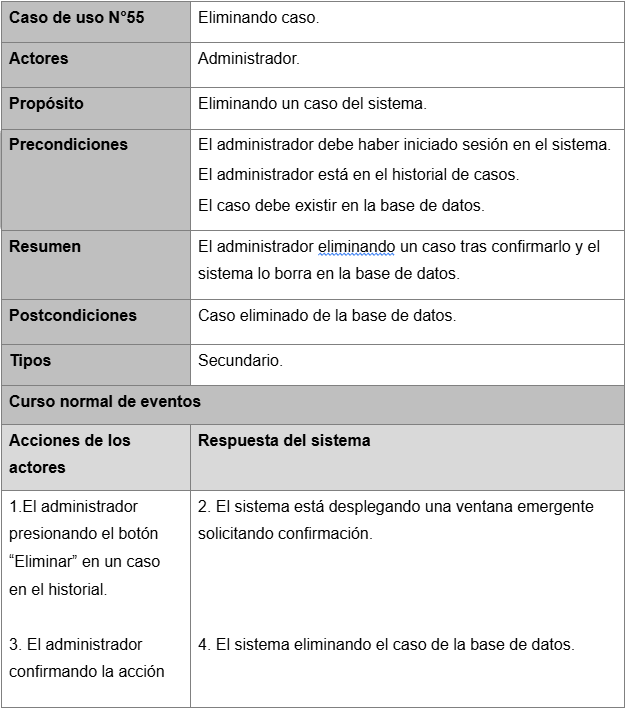 Caso de uso N°55
Eliminando caso.
Actores
Administrador.
Propósito
Eliminando un caso del sistema.
Precondiciones
El administrador debe haber iniciado sesión en el sistema.
El administrador está en el historial de casos.
El caso debe existir en la base de datos.
Resumen
El administrador eliminando un caso tras confirmarlo y el
sistema lo borra en la base de datos.
Postcondiciones
Caso eliminado de la base de datos.
Tipos
Secundario.
Curso normal de eventos
Acciones de los
actores
Respuesta del sistema
1.El administrador
presionando el botón
“Eliminar” en un caso
en el historial.
2. El sistema está desplegando una ventana emergente
solicitando confirmación.
3. El administrador
confirmando la acción
4. El sistema eliminando el caso de la base de datos.